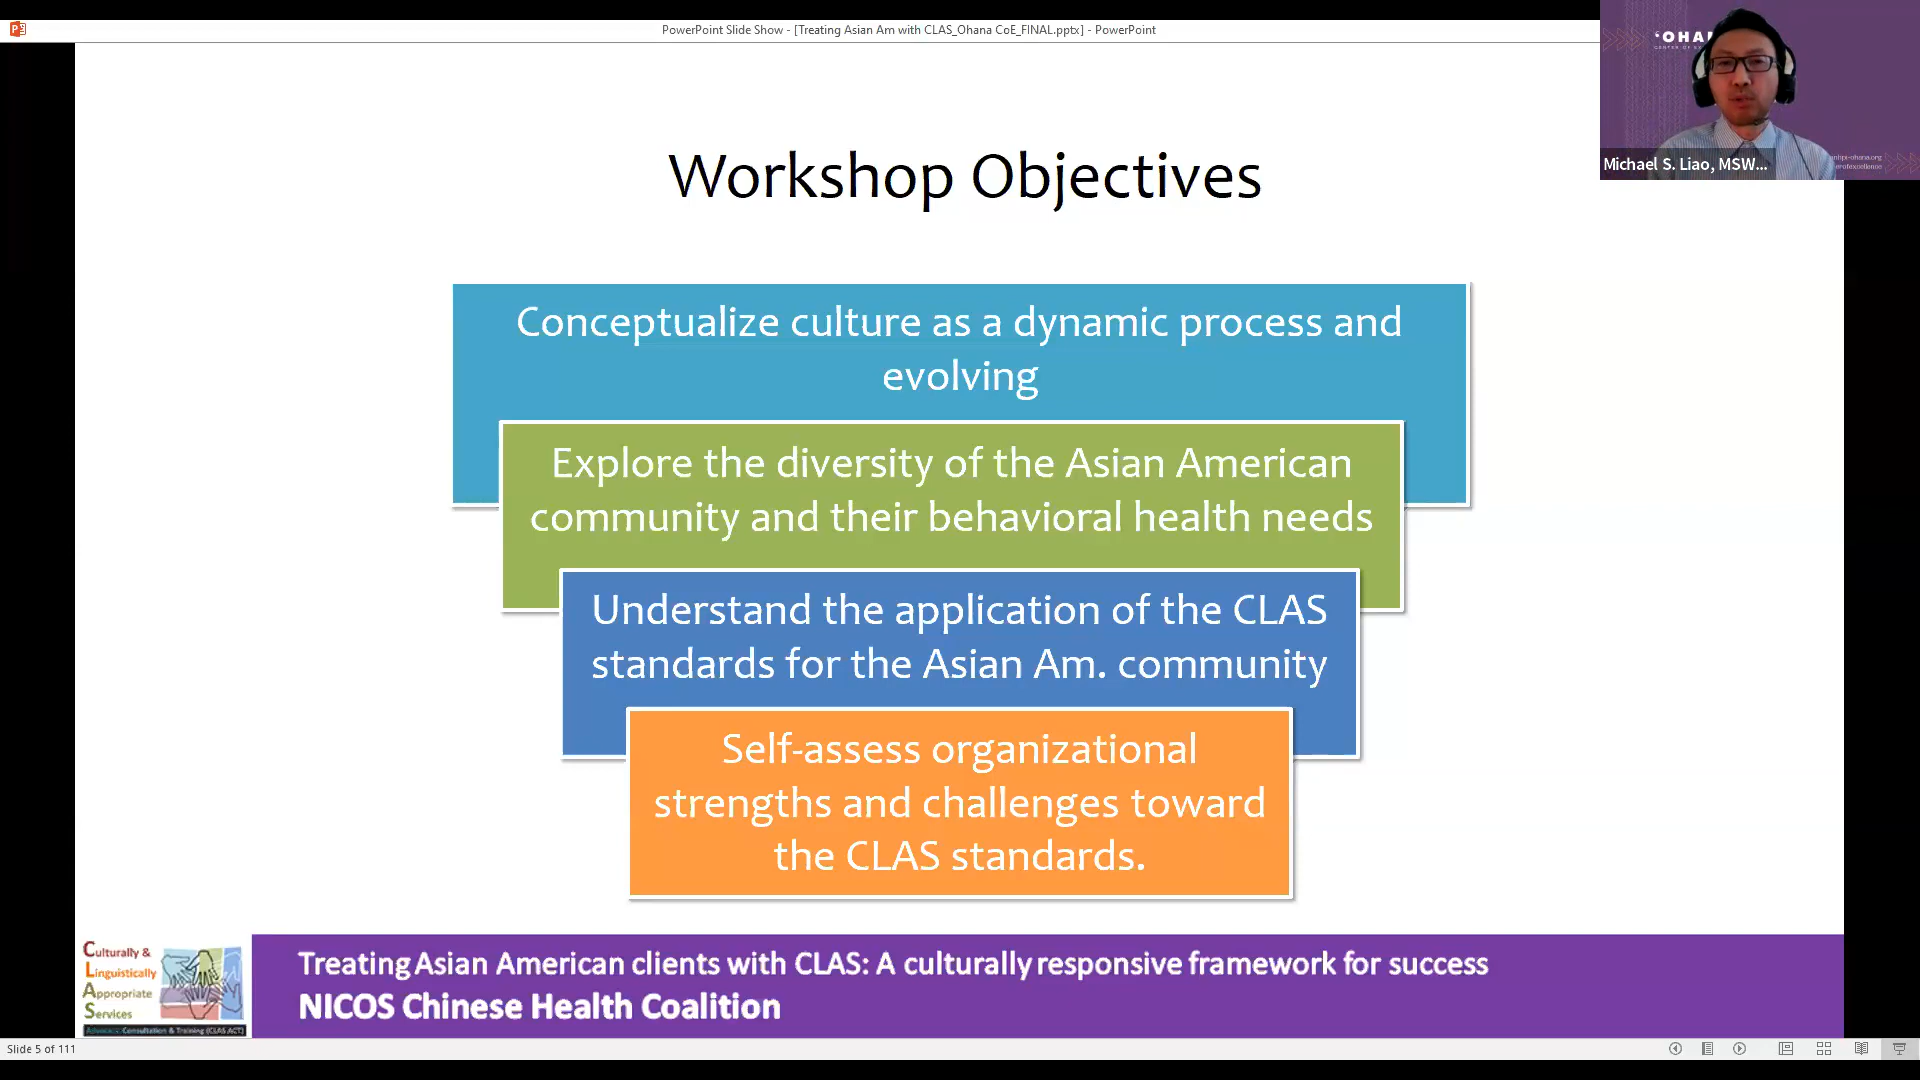 PowerPoint Slide Show - [Treating Asian Am with CLAS_Ohana CoE_FINAL.pptx] - PowerPoint
Michael S. Liao, MSW...
Workshop Objectives
Conceptualize culture as a dynamic process and
evolving
Explore the diversity of the Asian American
community and their behavioral health needs
Understand the application of the CLAS
standards for the Asian Am. community
Self-assess organizational
strengths and challenges toward
the CLAS standards.
Culturally &
Linguistically
Appropriate
Services
Consultation & Training (CLAS ACT)
Treating Asian American clients with CLAS: A culturally responsive framework for success
NICOS Chinese Health Coalition
Slide 5 of 111